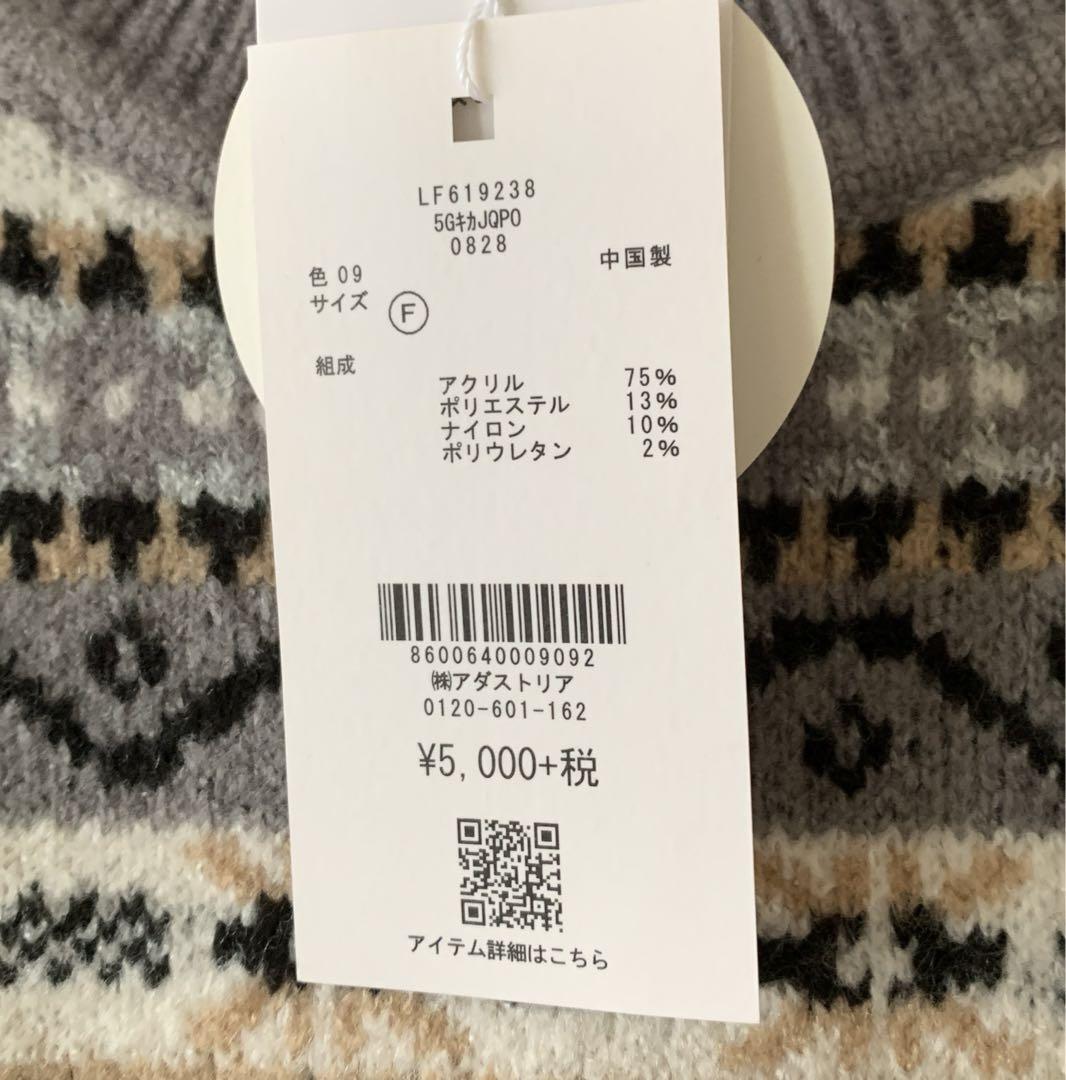 LF619238
5GｷｶJQPO
0828
中国製
色 09
サイズ Ⓕ
組成
アクリル 75%
ポリエステル 13%
ナイロン 10%
ポリウレタン 2%
8600640009092
㈱アダストリア
0120-601-162
¥5,000+税
アイテム詳細はこちら